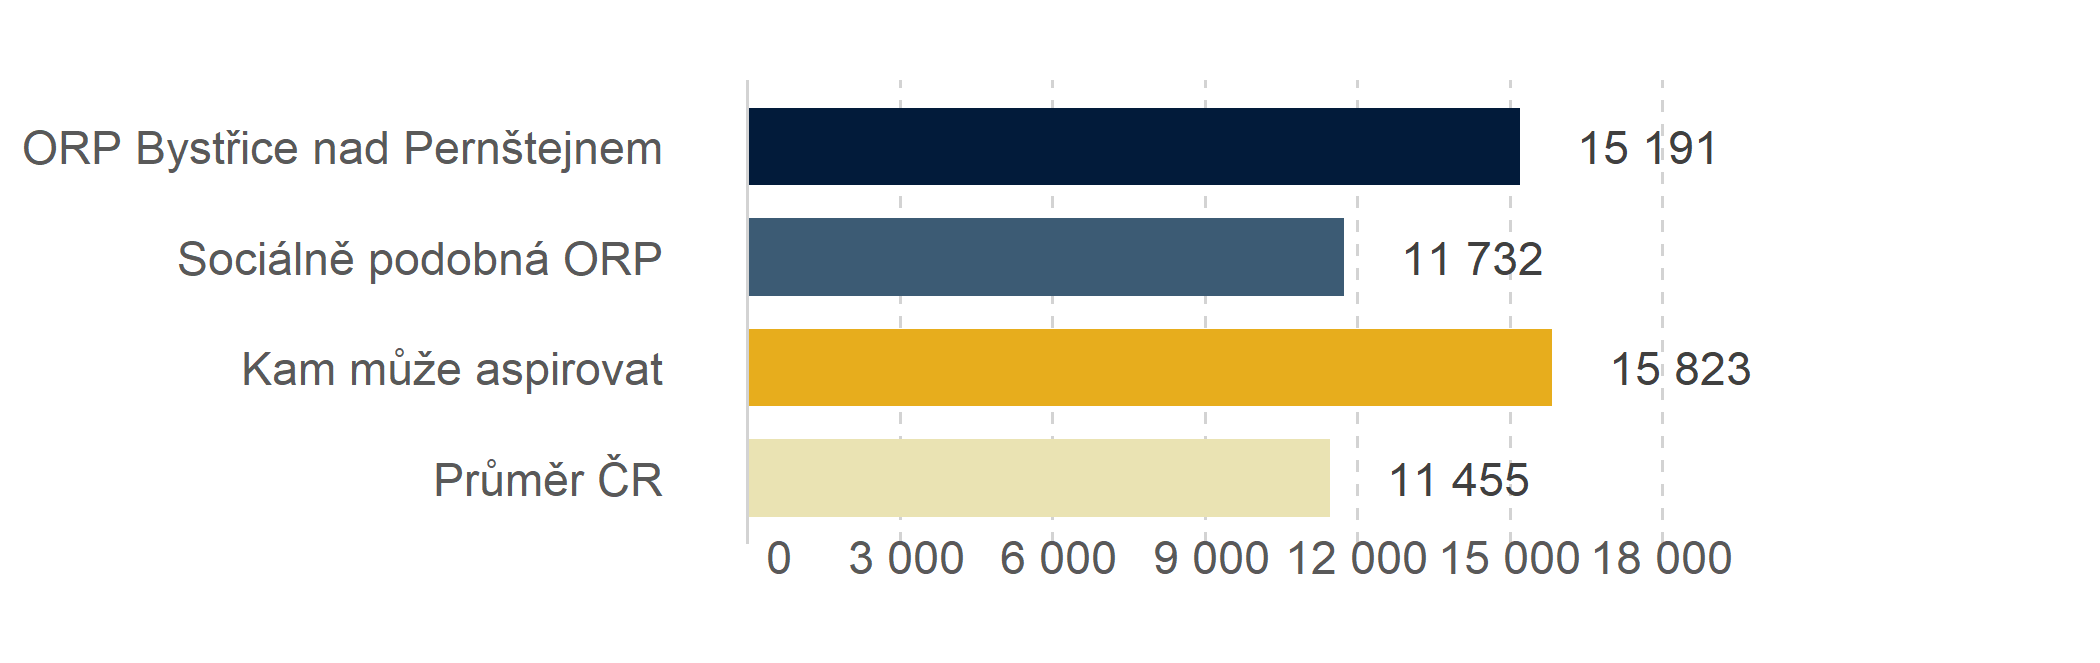 ORP Bystřice nad Pernštejnem 15 191
Sociálně podobná ORP 11 732
Kam může aspirovat 15 823
Průměr ČR 11 455
0 3 000 6 000 9 000 12 000 15 000 18 000